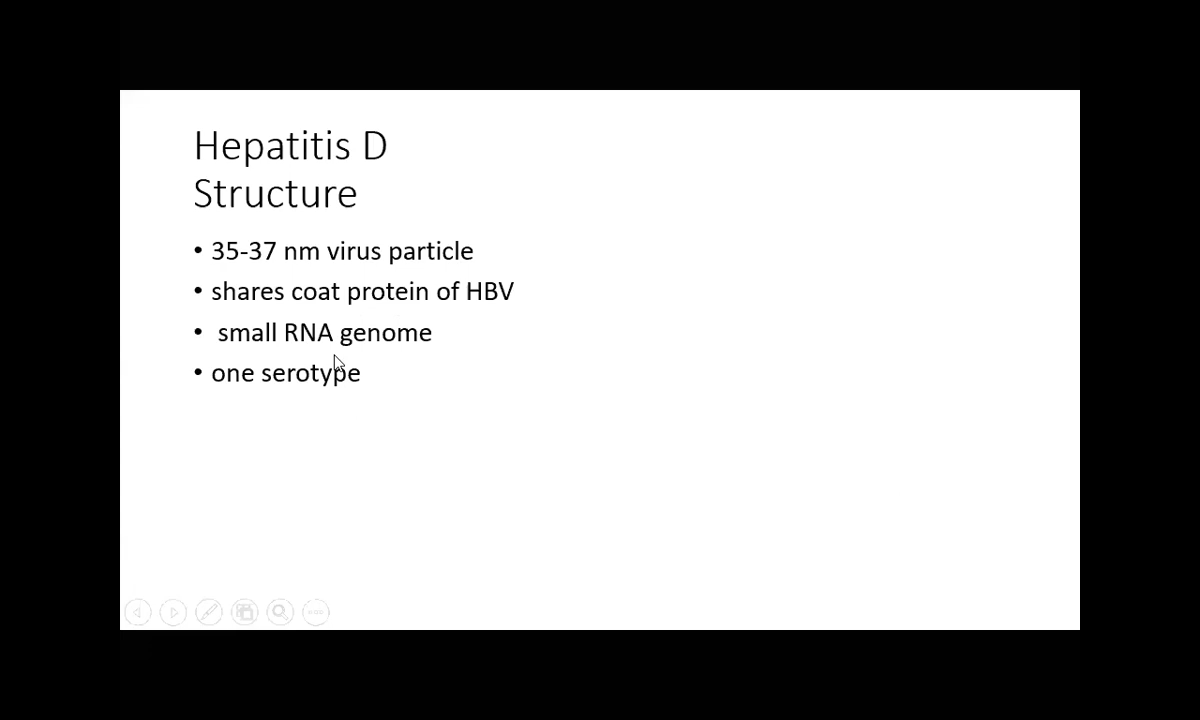 Hepatitis D
Structure
• 35-37 nm virus particle
• shares coat protein of HBV
• small RNA genome
• one serotype